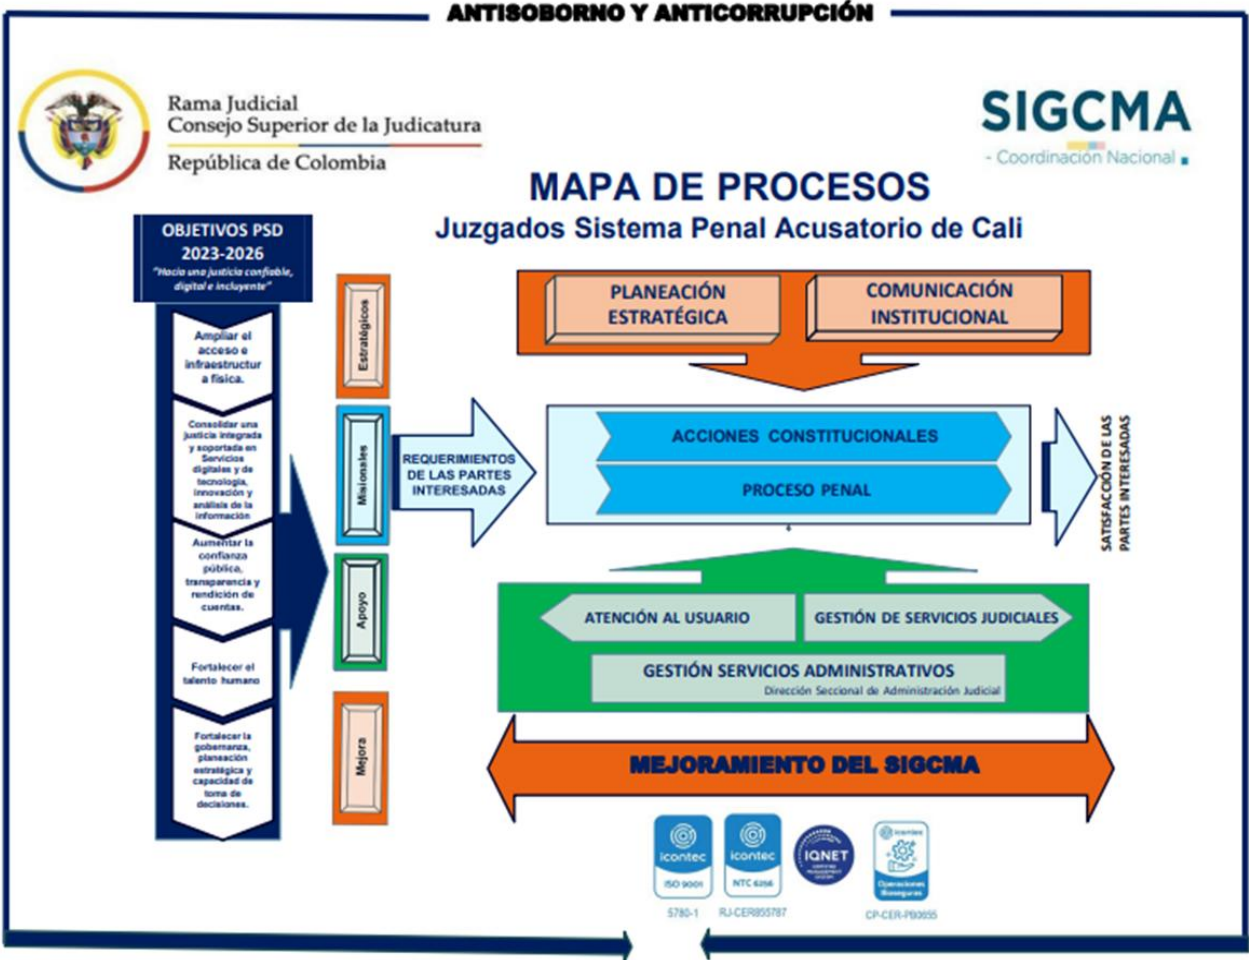 ANTISOBORNO Y ANTICORRUPCIÓN
Rama Judicial
Consejo Superior de la Judicatura
República de Colombia
SIGCMA
- Coordinación Nacional
MAPA DE PROCESOS
Juzgados Sistema Penal Acusatorio de Cali
OBJETIVOS PSD
2023-2026
"Hacia una justicia confiable,
digital e incluyente"
Ampliar el
acceso e
infraestructur
a física.
Consolidar una
justicia integrada
y soportada en
Servicios
digitales y de
tecnología,
innovación y
análisis de la
información
Aumentar la
confianza
pública,
transparencia y
rendición de
cuentas.
Fortalecer el
talento humano
Fortalecer la
gobernanza,
planeación
estratégica y
capacidad de
toma de
decisiones.
Estratégicos
Misionales
Apoyo
Mejora
PLANEACIÓN
ESTRATÉGICA
COMUNICACIÓN
INSTITUCIONAL
REQUERIMIENTOS
DE LAS PARTES
INTERESADAS
ACCIONES CONSTITUCIONALES
PROCESO PENAL
SATISFACCIÓN DE LAS
PARTES INTERESADAS
ATENCIÓN AL USUARIO
GESTIÓN DE SERVICIOS JUDICIALES
GESTIÓN SERVICIOS ADMINISTRATIVOS
Dirección Seccional de Administración Judicial
MEJORAMIENTO DEL SIGCMA
icontec
ISO 9001
5780-1
icontec
NTC 6256
RJ-CER855787
IQNET
icontec
Operaciones
Bioseguras
CP-CER-PB0655